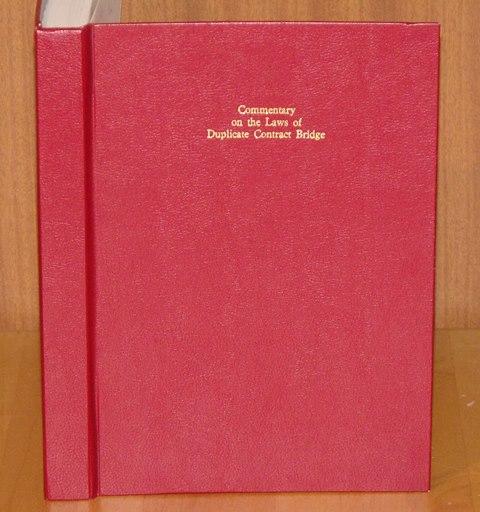 Commentary
on the Laws of
Duplicate Contract Bridge